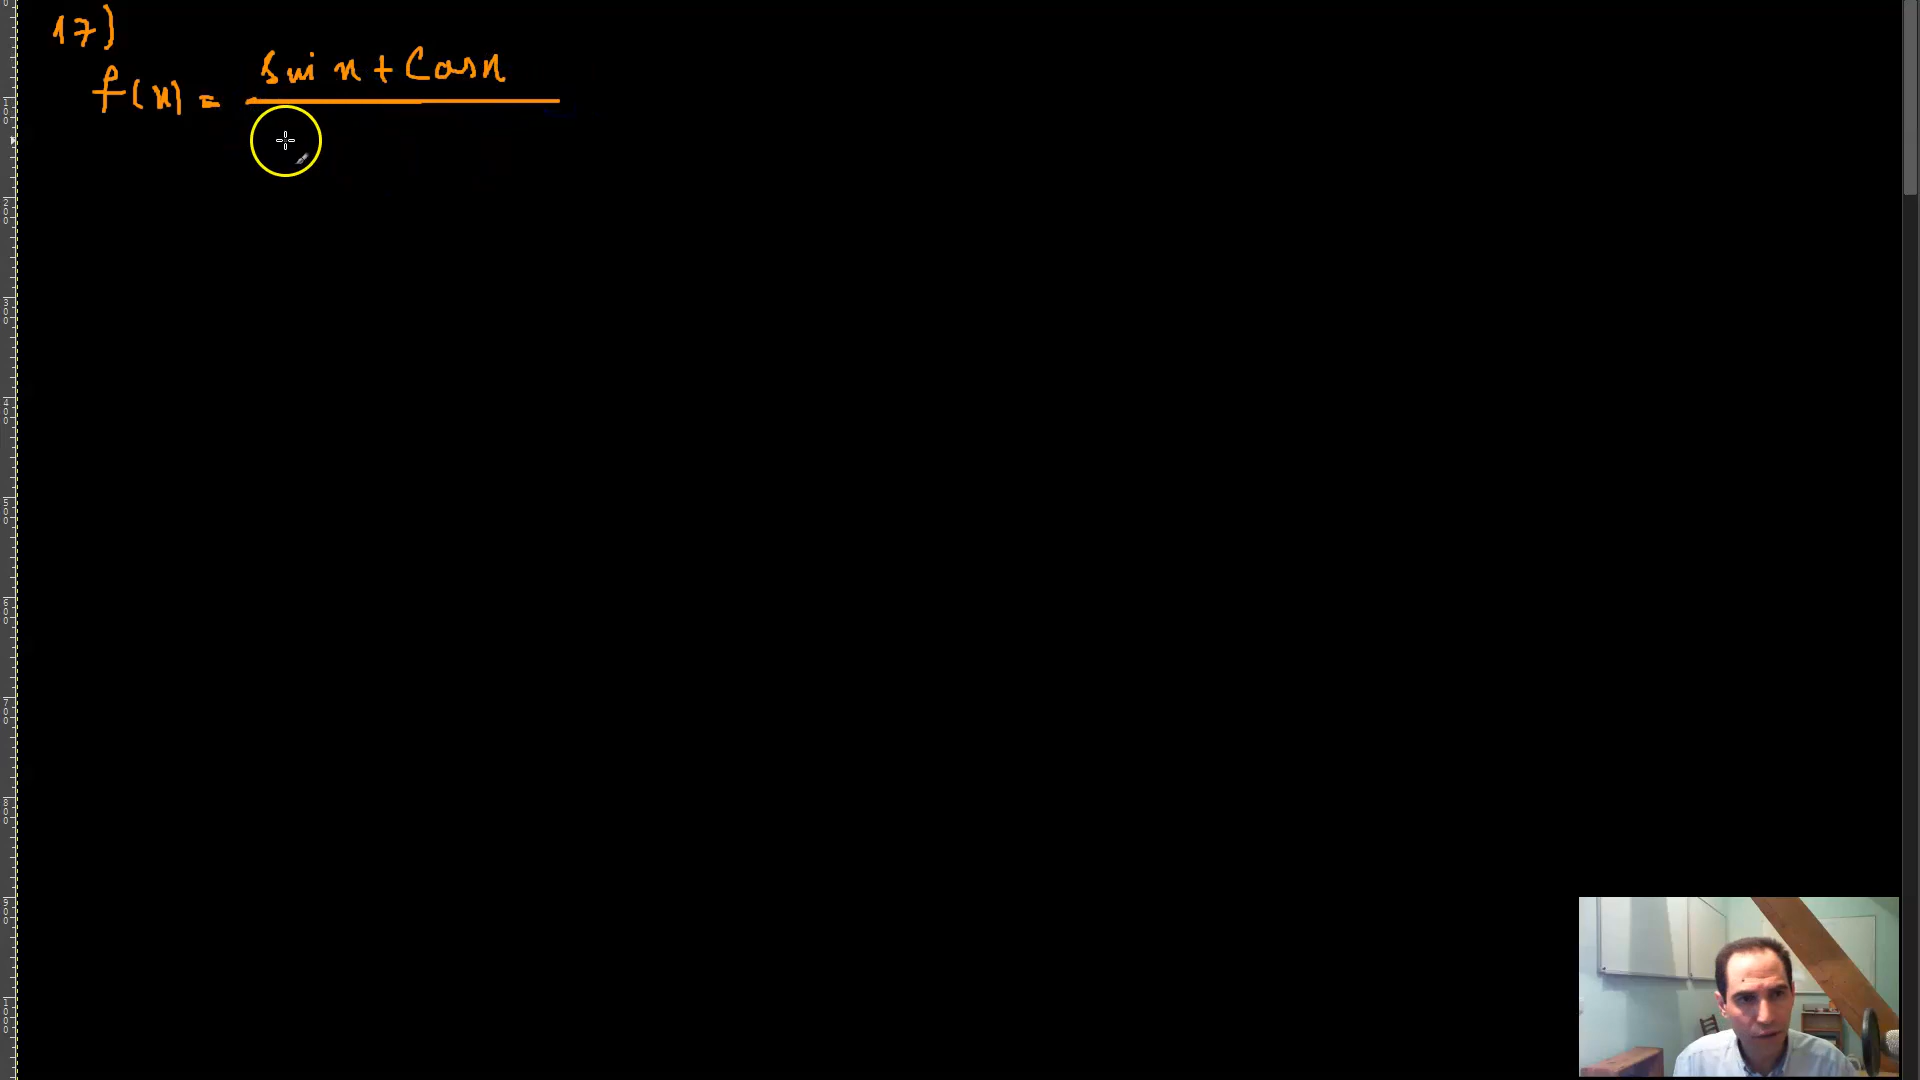 17)
f(x) = sin x + Cos x